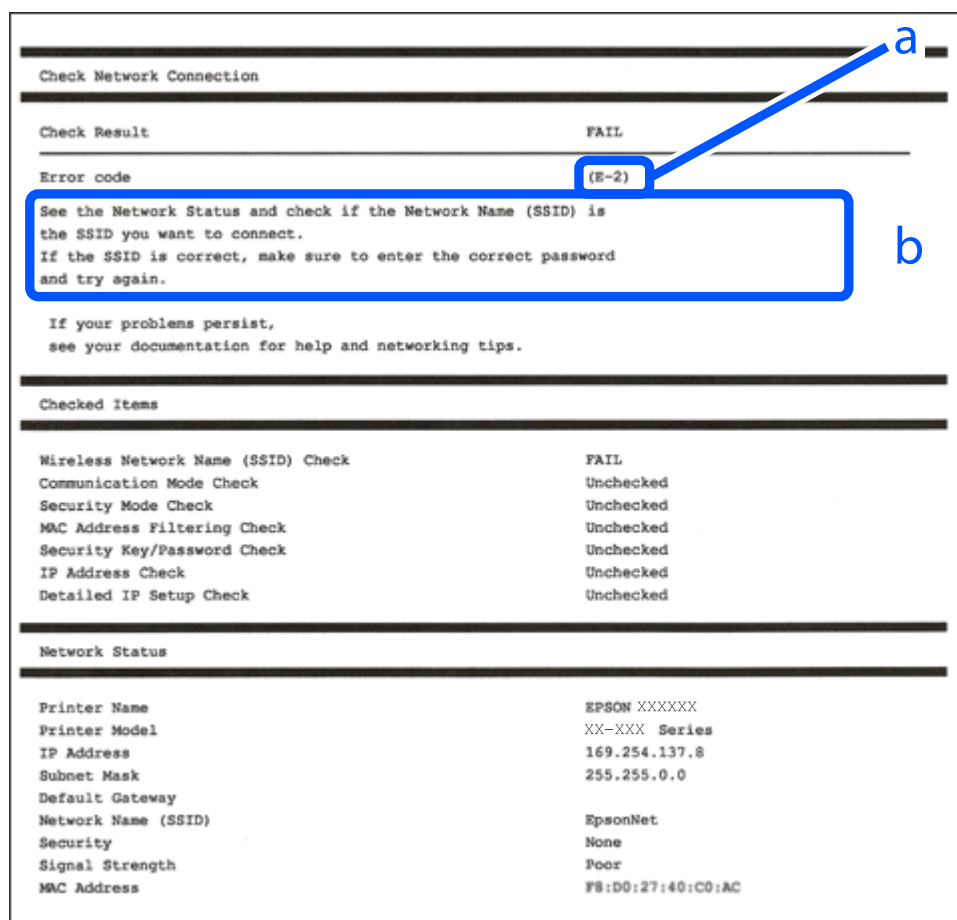 a
Check Network Connection
Check Result FAIL
Error code (E-2)
See the Network Status and check if the Network Name (SSID) is
the SSID you want to connect.
If the SSID is correct, make sure to enter the correct password
and try again.
b
If your problems persist,
see your documentation for help and networking tips.
Checked Items
Wireless Network Name (SSID) Check FAIL
Communication Mode Check Unchecked
Security Mode Check Unchecked
MAC Address Filtering Check Unchecked
Security Key/Password Check Unchecked
IP Address Check Unchecked
Detailed IP Setup Check Unchecked
Network Status
Printer Name EPSON XXXXXX
Printer Model XX-XXX Series
IP Address 169.254.137.8
Subnet Mask 255.255.0.0
Default Gateway
Network Name (SSID) EpsonNet
Security None
Signal Strength Poor
MAC Address F8:D0:27:40:C0:AC